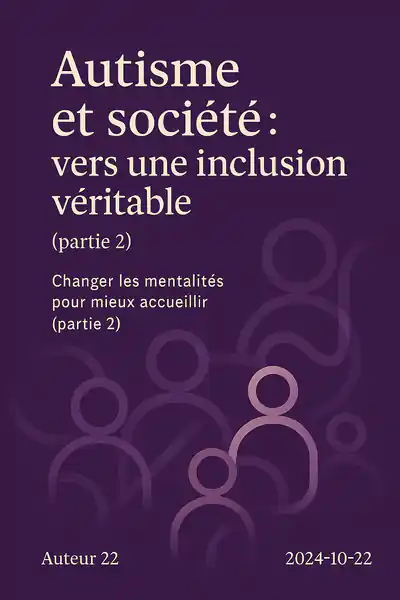 Autisme
et société :
vers une inclusion
véritable
(partie 2)
Changer les mentalités
pour mieux accueillir
(partie 2)
Auteur 22
2024-10-22